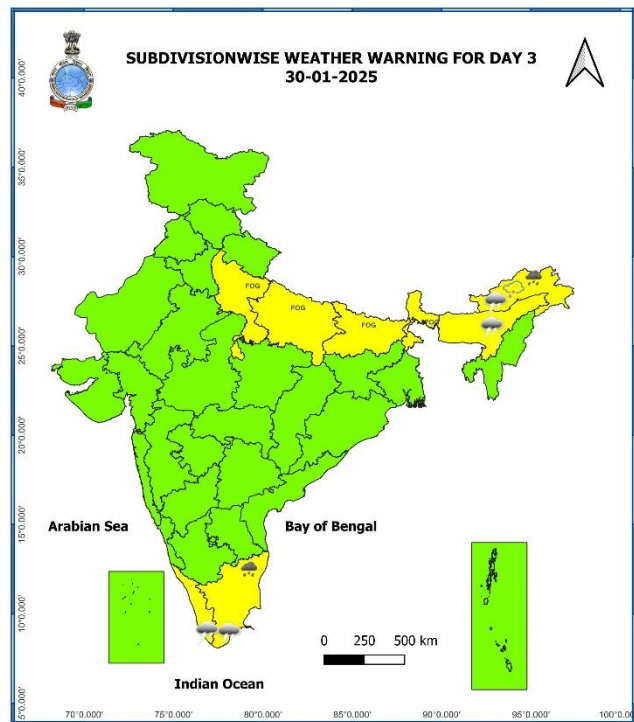 SUBDIVISIONWISE WEATHER WARNING FOR DAY 3
30-01-2025
40°0.000'
35°0.000'
30°0.000'
25°0.000'
20°0.000'
15°0.000'
10°0.000'
5°0.000'
FOG
FOG
FOG
FOG
Arabian Sea
Bay of Bengal
Indian Ocean
0 250 500 km
70°0.000' 75°0.000' 80°0.000' 85°0.000' 90°0.000' 95°0.000' 100°0.000